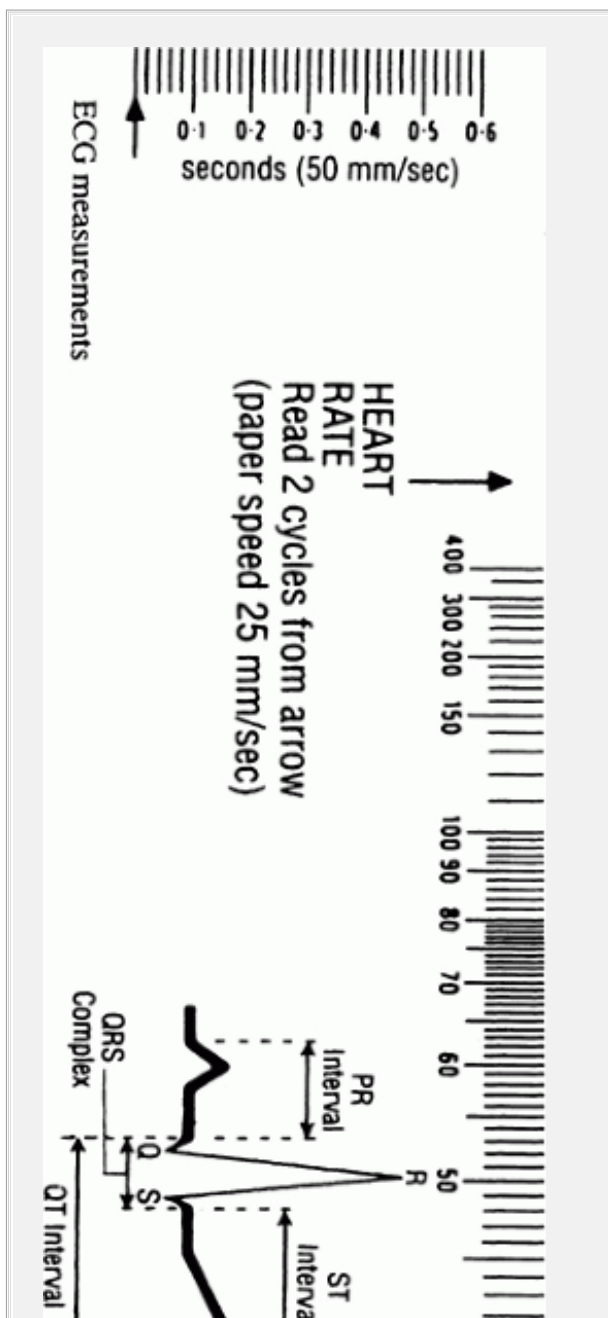 0·1 0·2 0·3 0·4 0·5 0·6
seconds (50 mm/sec)
ECG measurements
HEART
RATE
Read 2 cycles from arrow
(paper speed 25 mm/sec)
400 300 200 150 100 90 80 70 60 50
PR
Interval
QRS
Complex
Q
R
S
QT Interval
ST